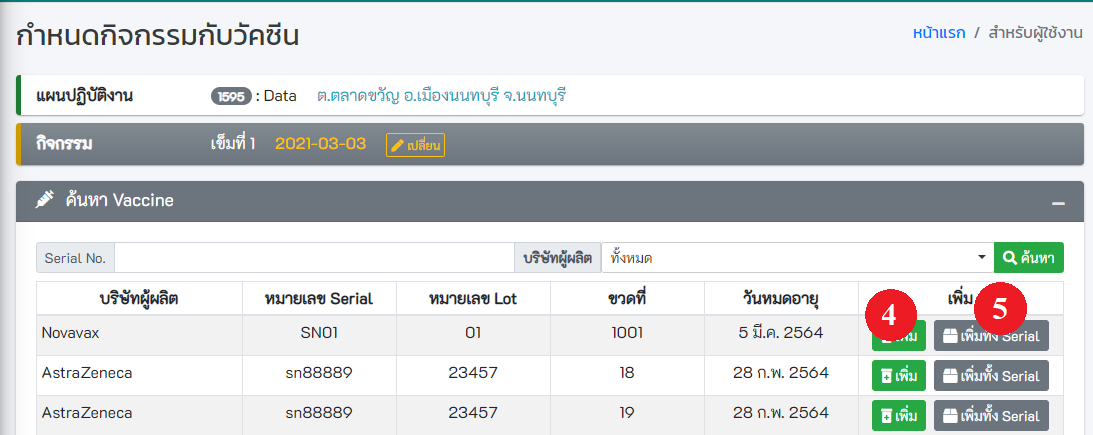 กำหนดกิจกรรมกับวัคซีน
หน้าแรก / สำหรับผู้ใช้งาน
แผนปฏิบัติงาน 1595 : Data ต.ตลาดขวัญ อ.เมืองนนทบุรี จ.นนทบุรี
กิจกรรม เข็มที่ 1 2021-03-03 เปลี่ยน
ค้นหา Vaccine
Serial No. บริษัทผู้ผลิต ทั้งหมด ค้นหา
บริษัทผู้ผลิต หมายเลข Serial หมายเลข Lot ขวดที่ วันหมดอายุ เพิ่ม
4 5
Novavax SN01 01 1001 5 มี.ค. 2564 เพิ่มทั้ง Serial
AstraZeneca sn88889 23457 18 28 ก.พ. 2564 เพิ่ม เพิ่มทั้ง Serial
AstraZeneca sn88889 23457 19 28 ก.พ. 2564 เพิ่ม เพิ่มทั้ง Serial